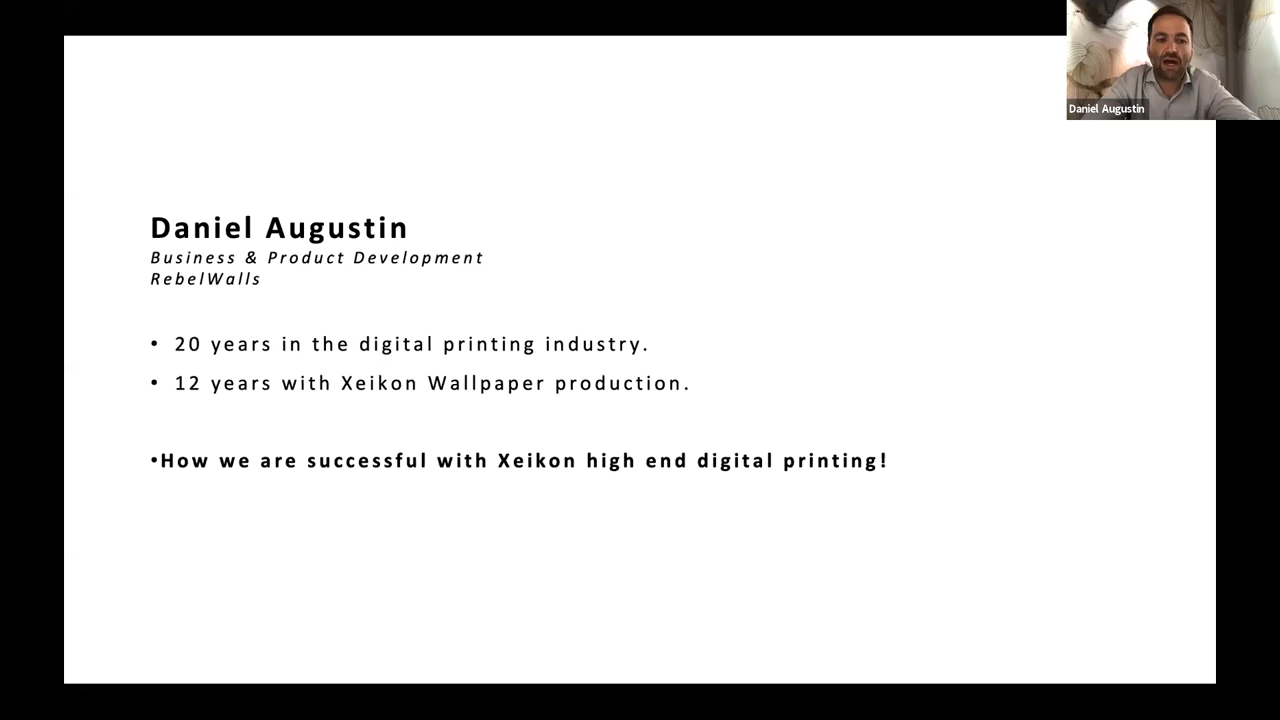 Daniel Augustin
Daniel Augustin
Business & Product Development
RebelWalls
• 20 years in the digital printing industry.
• 12 years with Xeikon Wallpaper production.
•How we are successful with Xeikon high end digital printing!